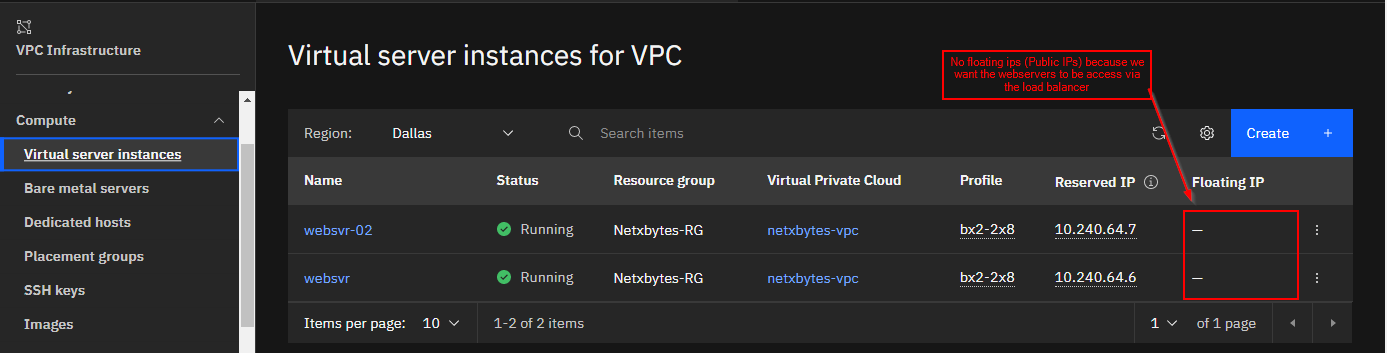 VPC Infrastructure
Compute
Virtual server instances
Bare metal servers
Dedicated hosts
Placement groups
SSH keys
Images
Virtual server instances for VPC
No floating ips (Public IPs) because we
want the webservers to be access via
the load balancer
Region: Dallas Search items Create +
Name Status Resource group Virtual Private Cloud Profile Reserved IP Floating IP
websvr-02 Running Netxbytes-RG netxbytes-vpc bx2-2x8 10.240.64.7 –
websvr Running Netxbytes-RG netxbytes-vpc bx2-2x8 10.240.64.6 –
Items per page: 10 1-2 of 2 items 1 of 1 page